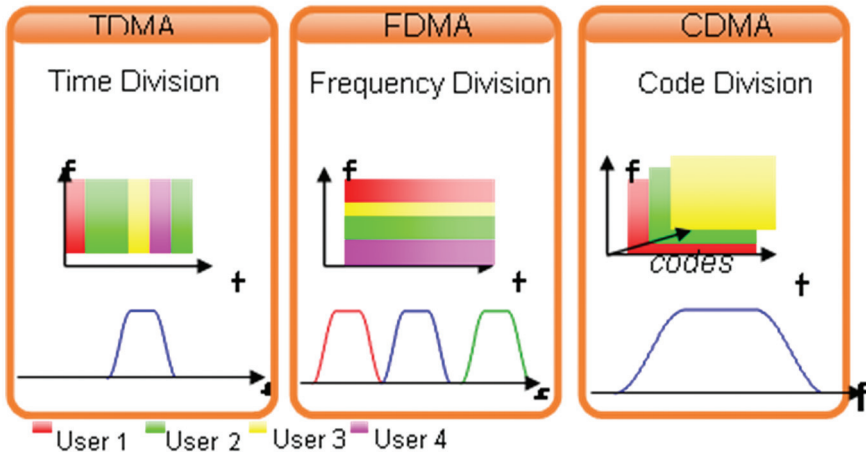 TDMA
Time Division
f
t
f
FDMA
Frequency Division
f
t
f
CDMA
Code Division
f
codes
t
f
User 1 User 2 User 3 User 4